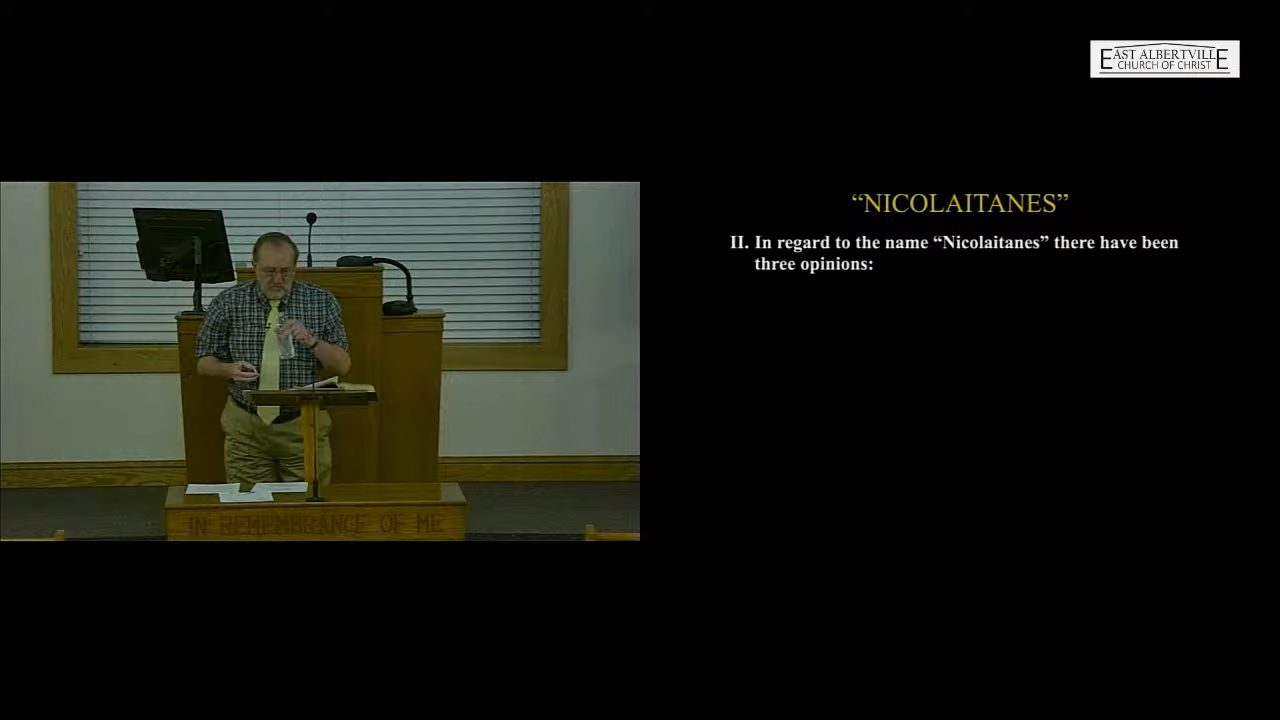 EAST ALBERTVILLE
CHURCH OF CHRIST
“NICOLAITANES”
II. In regard to the name “Nicolaitanes” there have been
three opinions:
IN REMEMBRANCE OF ME